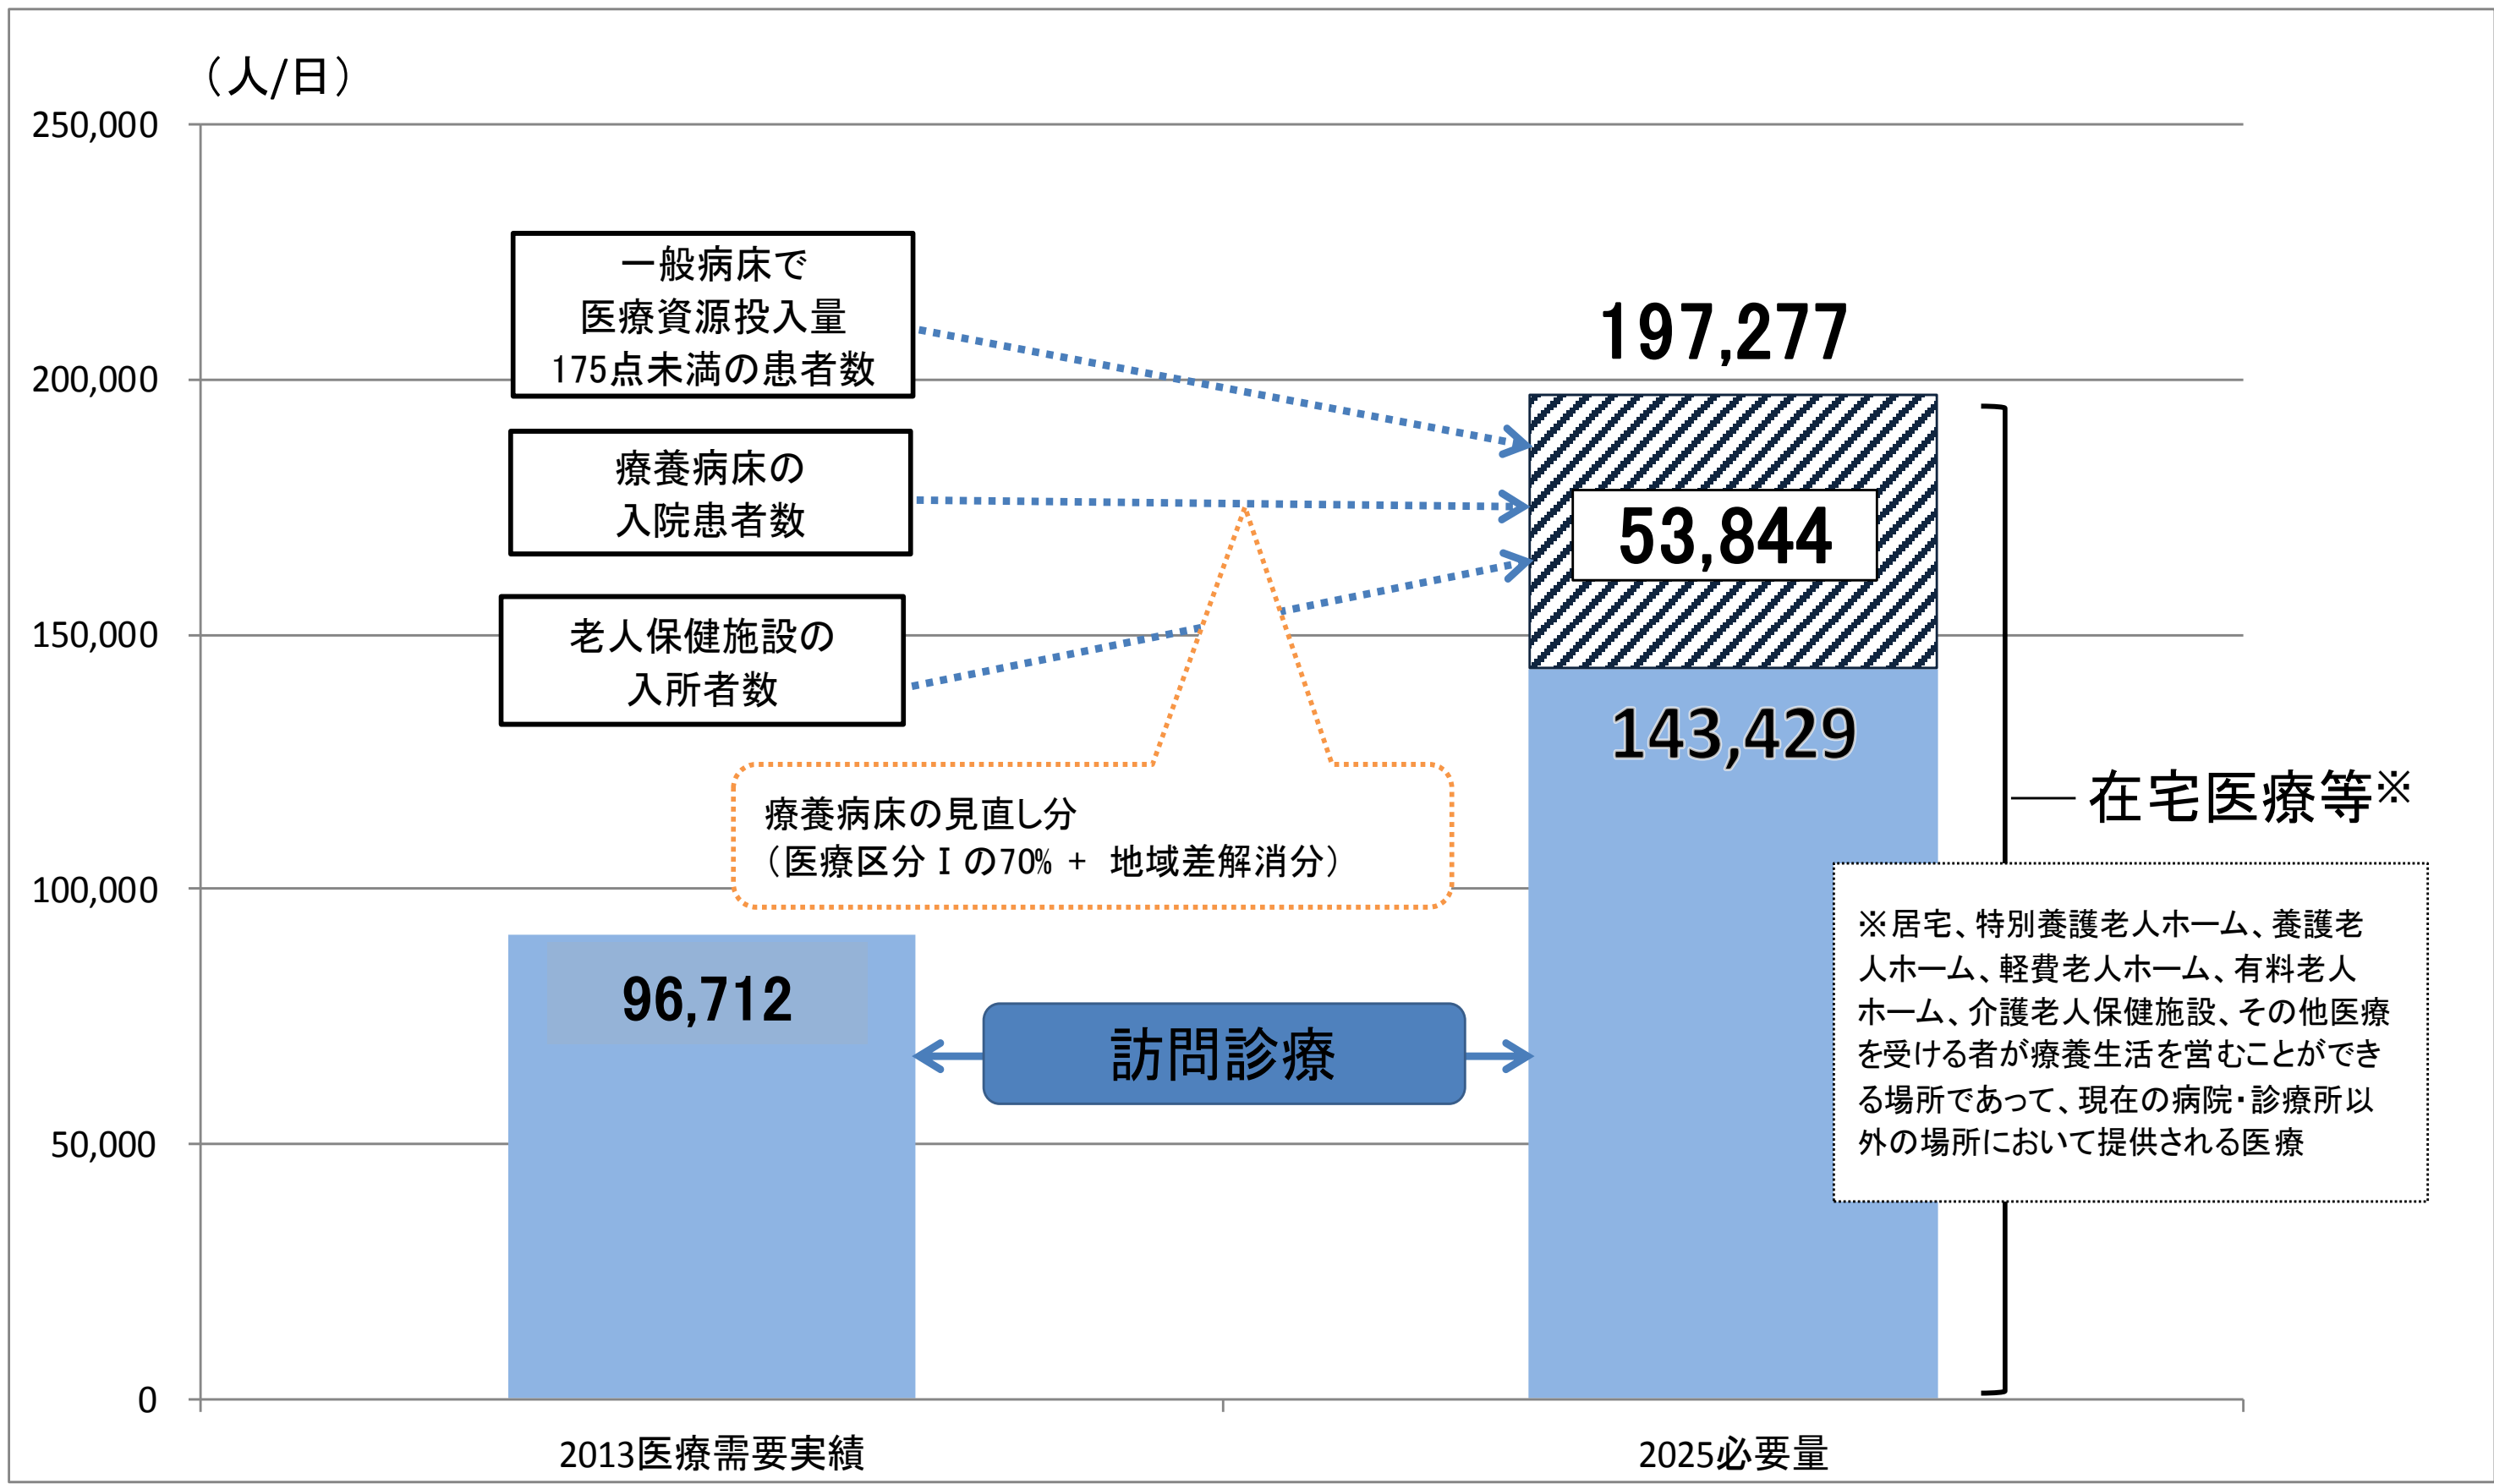 （人/日）
250,000
200,000
150,000
100,000
50,000
0
一般病床で
医療資源投入量
175点未満の患者数
療養病床の
入院患者数
老人保健施設の
入所者数
197,277
53,844
143,429
療養病床の見直し分
（医療区分Ⅰの70% + 地域差解消分）
96,712
訪問診療
在宅医療等※
※居宅、特別養護老人ホーム、養護老
人ホーム、軽費老人ホーム、有料老人
ホーム、介護老人保健施設、その他医療
を受ける者が療養生活を営むことができ
る場所であって、現在の病院・診療所以
外の場所において提供される医療
2013医療需要実績
2025必要量